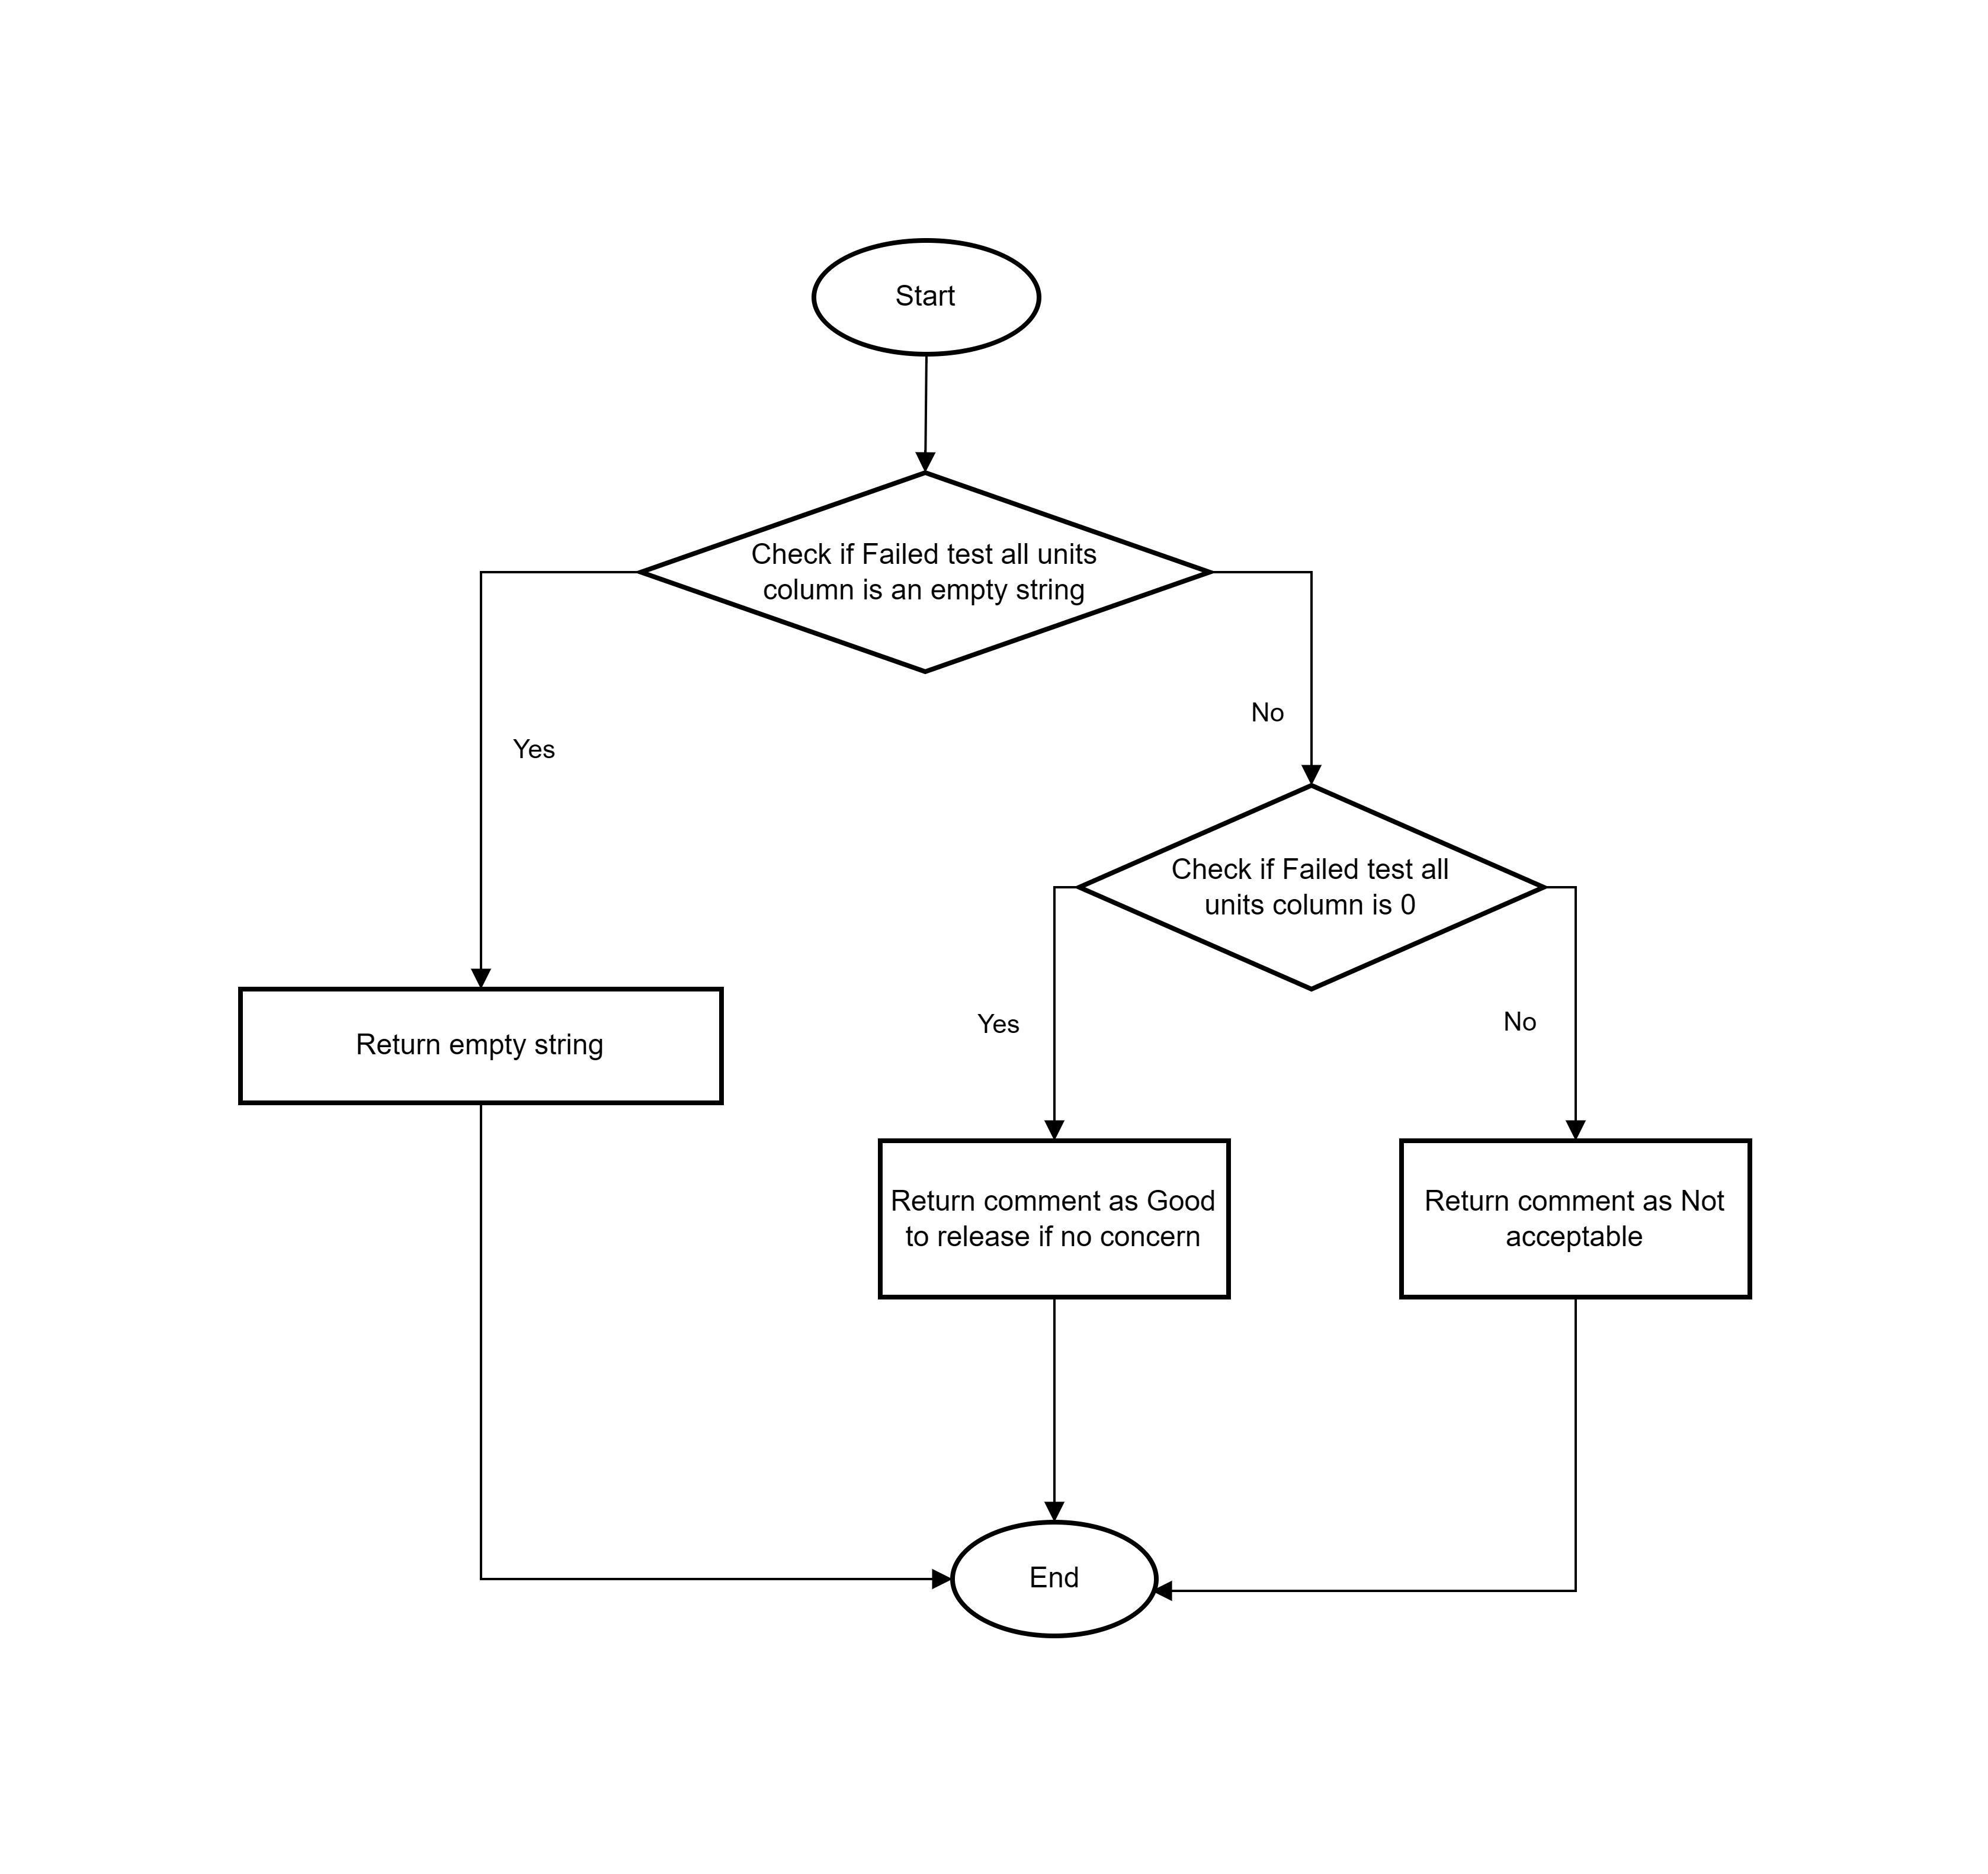 Start
Check if Failed test all units
column is an empty string
No
Yes
Check if Failed test all
units column is 0
Yes
No
Return empty string
Return comment as Good
to release if no concern
Return comment as Not
acceptable
End